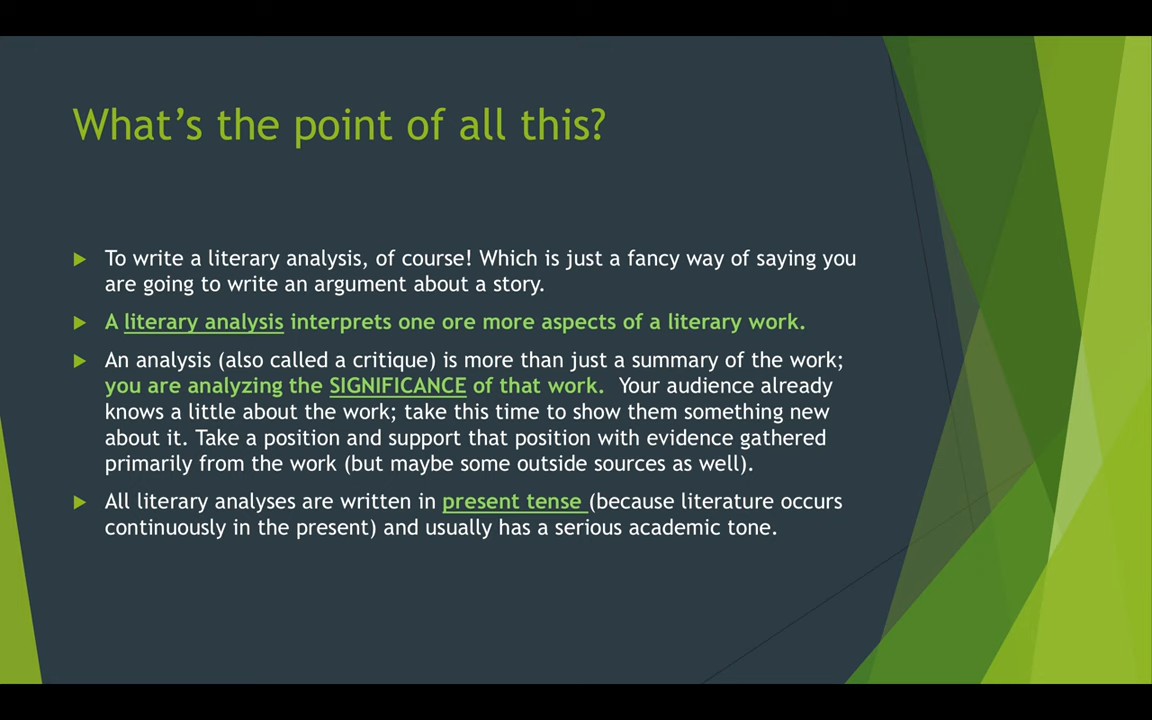 What's the point of all this?
To write a literary analysis, of course! Which is just a fancy way of saying you
are going to write an argument about a story.
A literary analysis interprets one ore more aspects of a literary work.
An analysis (also called a critique) is more than just a summary of the work;
you are analyzing the SIGNIFICANCE of that work.  Your audience already
knows a little about the work; take this time to show them something new
about it. Take a position and support that position with evidence gathered
primarily from the work (but maybe some outside sources as well).
All literary analyses are written in present tense (because literature occurs
continuously in the present) and usually has a serious academic tone.